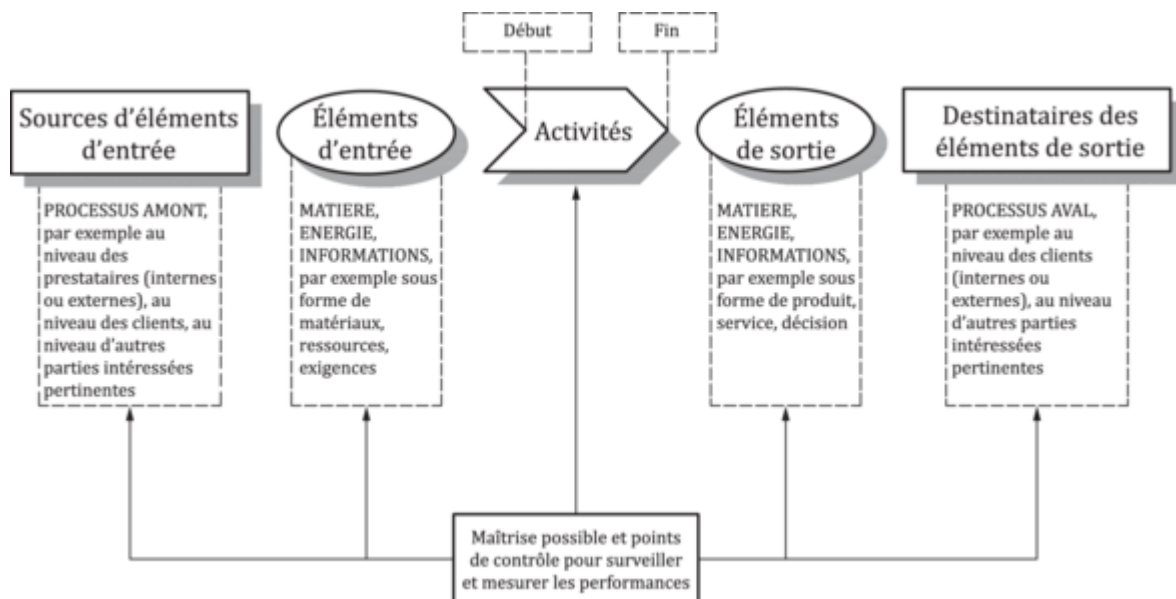 Début
Fin
Sources d'éléments
d'entrée
Éléments
d'entrée
Activités
Éléments
de sortie
Destinataires des
éléments de sortie
PROCESSUS AMONT,
par exemple au
niveau des
prestataires (internes
ou externes), au
niveau des clients, au
niveau d'autres
parties intéressées
pertinentes
MATIERE,
ENERGIE,
INFORMATIONS,
par exemple sous
forme de
matériaux,
ressources,
exigences
MATIERE,
ENERGIE,
INFORMATIONS,
par exemple sous
forme de produit,
service, décision
PROCESSUS AVAL,
par exemple au
niveau des clients
(internes ou
externes), au niveau
d'autres parties
intéressées
pertinentes
Maîtrise possible et points
de contrôle pour surveiller
et mesurer les performances